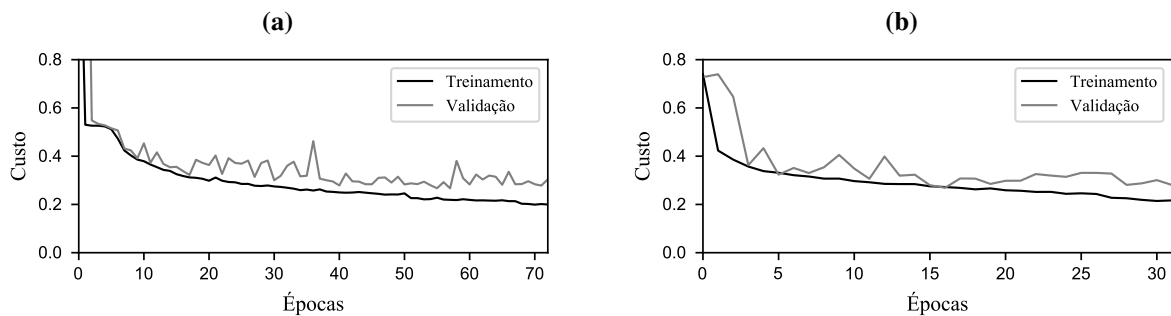 (a)
0.8
0.6
0.4
0.2
0.0
Custo
Treinamento
Validação
0 10 20 30 40 50 60 70
Épocas
(b)
0.8
0.6
0.4
0.2
0.0
Custo
Treinamento
Validação
0 5 10 15 20 25 30
Épocas